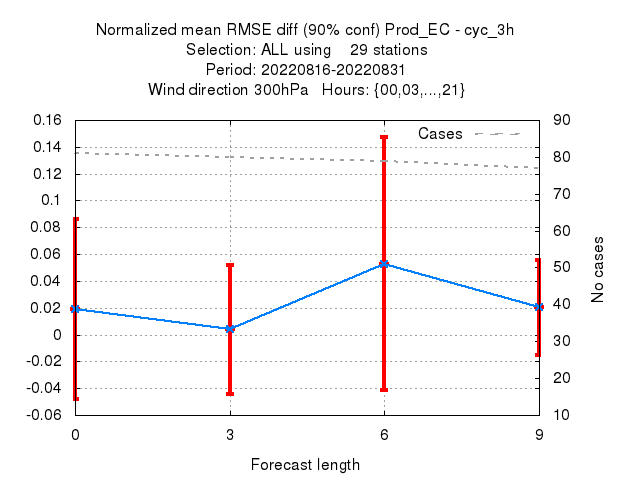 Normalized mean RMSE diff (90% conf) Prod_EC - cyc_3h
Selection: ALL using    29 stations
Period: 20220816-20220831
Wind direction 300hPa   Hours: {00,03,...,21}
Cases
0.16
0.14
0.12
0.1
0.08
0.06
0.04
0.02
0
-0.02
-0.04
-0.06
90
80
70
60
50
40
30
20
10
No cases
0 3 6 9
Forecast length